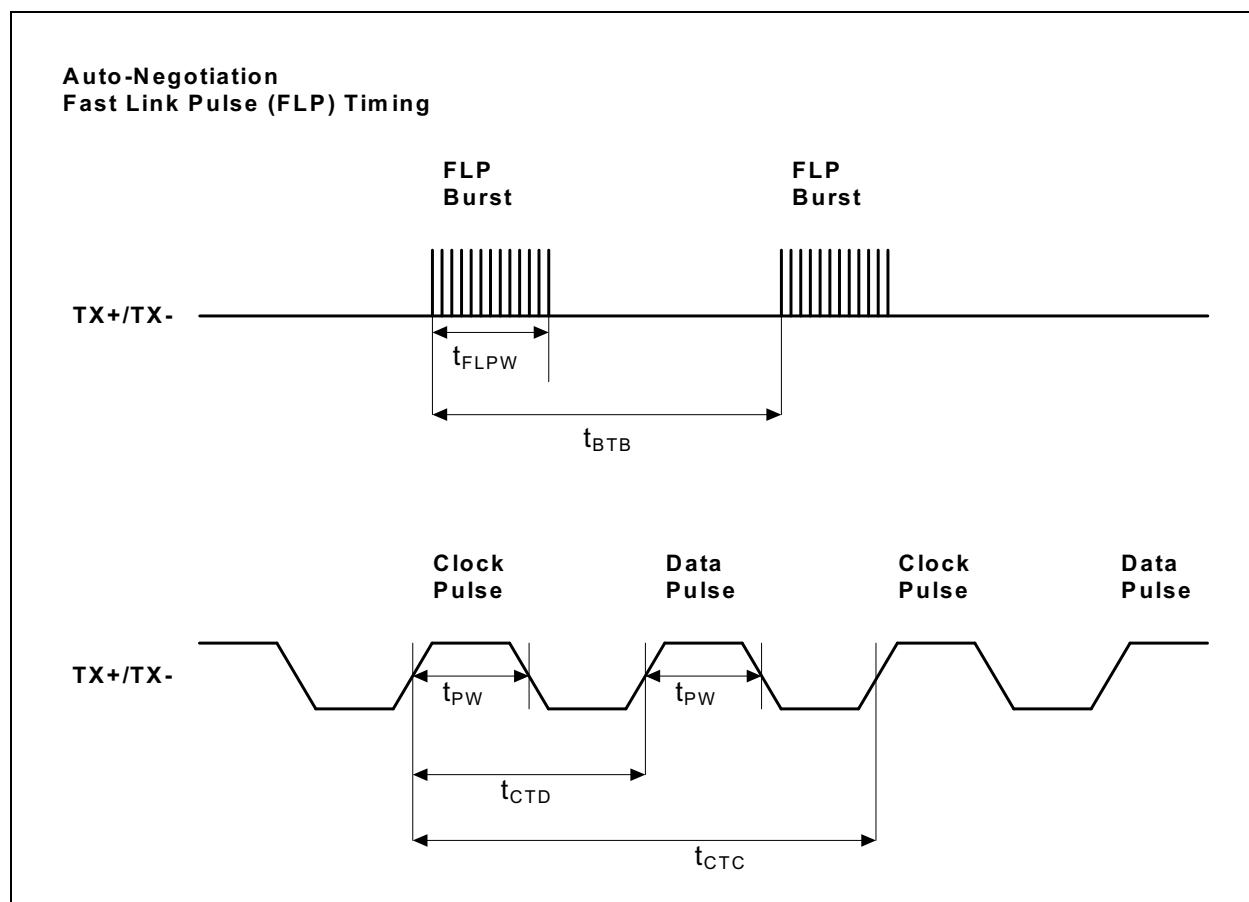 Auto-Negotiation
Fast Link Pulse (FLP) Timing
FLP
Burst
FLP
Burst
TX+/TX-
tFLPW
tBTB
Clock
Pulse
Data
Pulse
Clock
Pulse
Data
Pulse
TX+/TX-
tPW
tPW
tCTD
tCTC